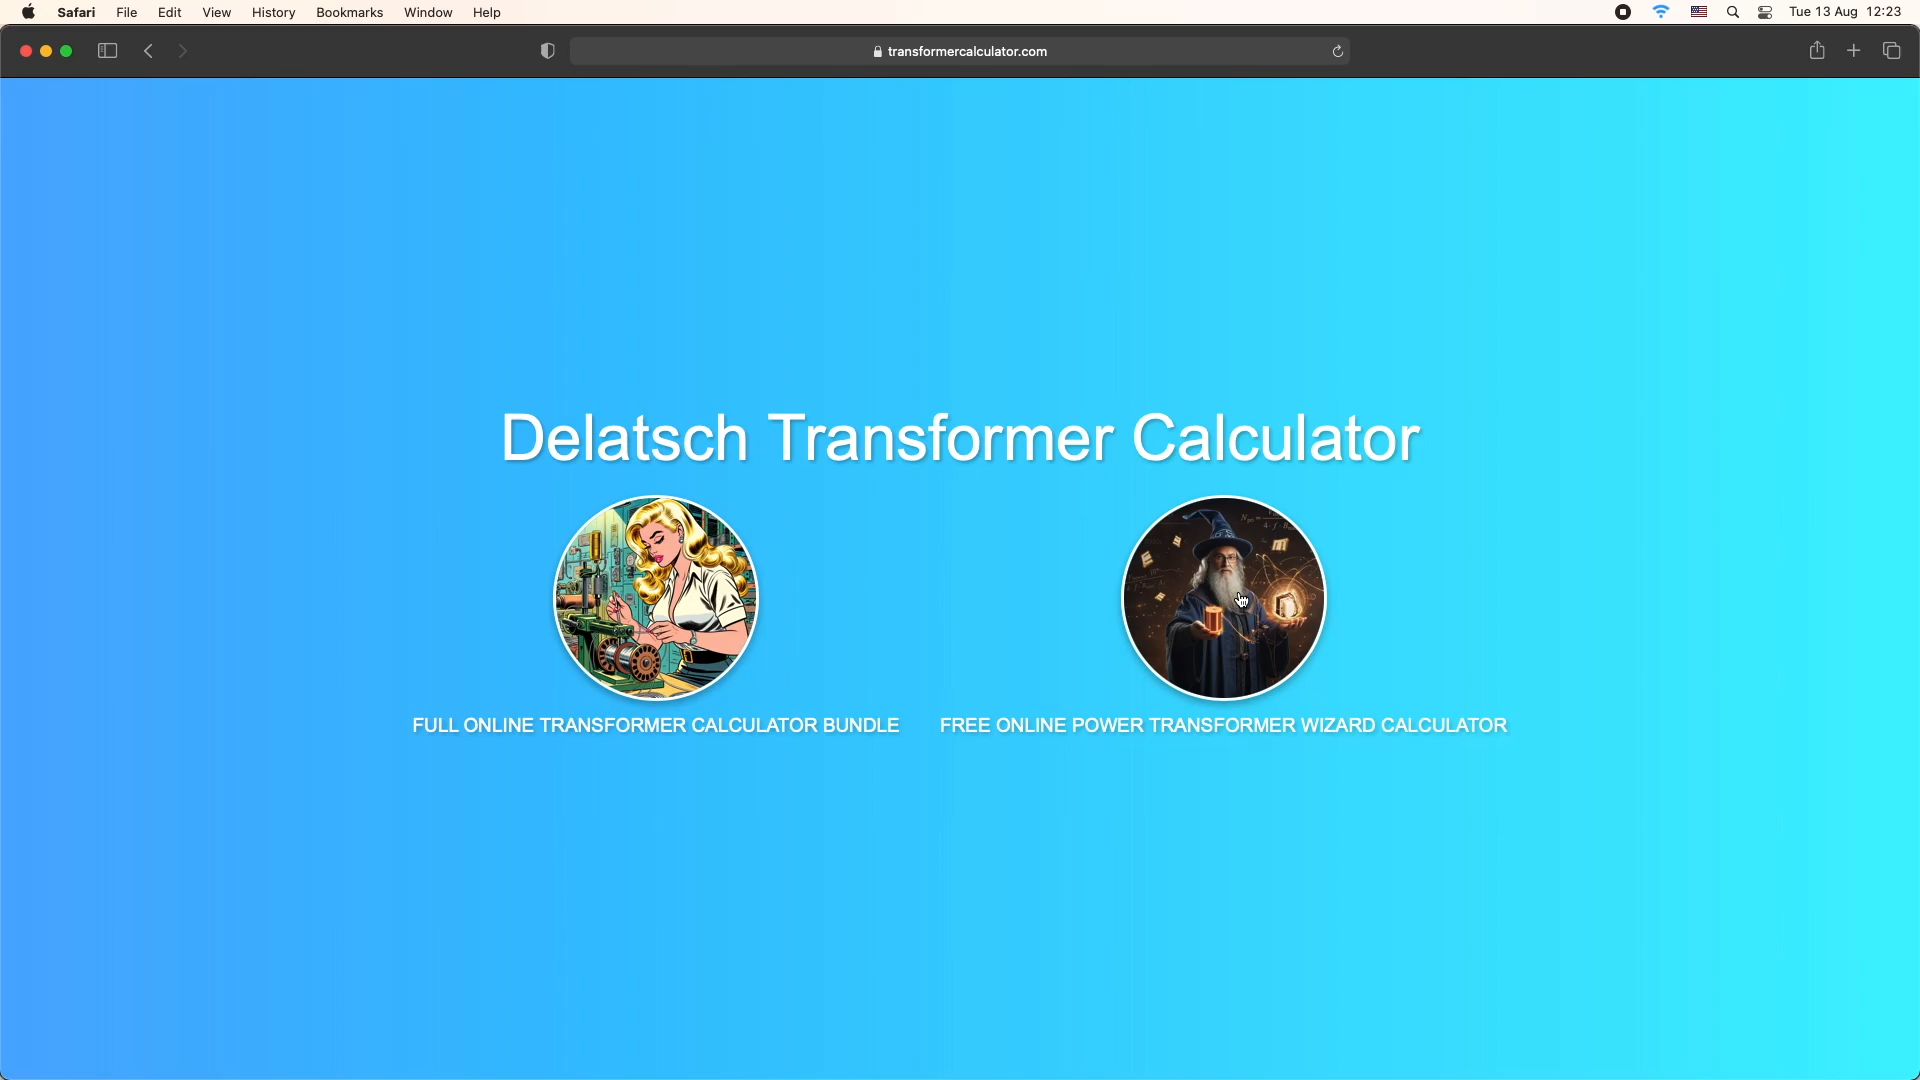 Safari File Edit View History Bookmarks Window Help Tue 13 Aug 12:23
transformercalculator.com
Delatsch Transformer Calculator
FULL ONLINE TRANSFORMER CALCULATOR BUNDLE
FREE ONLINE POWER TRANSFORMER WIZARD CALCULATOR